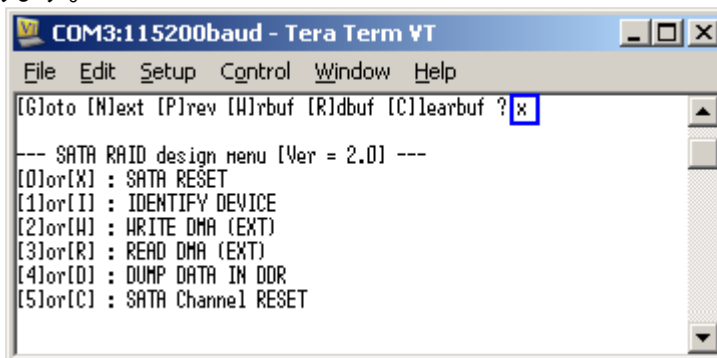 COM3:115200baud - Tera Term VT
File Edit Setup Control Window Help
[G]oto [N]ext [P]rev [W]rbuf [R]dbuf [C]learbuf ? x
--- SATA RAID design menu [Ver = 2.0] ---
[0]or[X] : SATA RESET
[1]or[I] : IDENTIFY DEVICE
[2]or[W] : WRITE DMA (EXT)
[3]or[R] : READ DMA (EXT)
[4]or[D] : DUMP DATA IN DDR
[5]or[C] : SATA Channel RESET